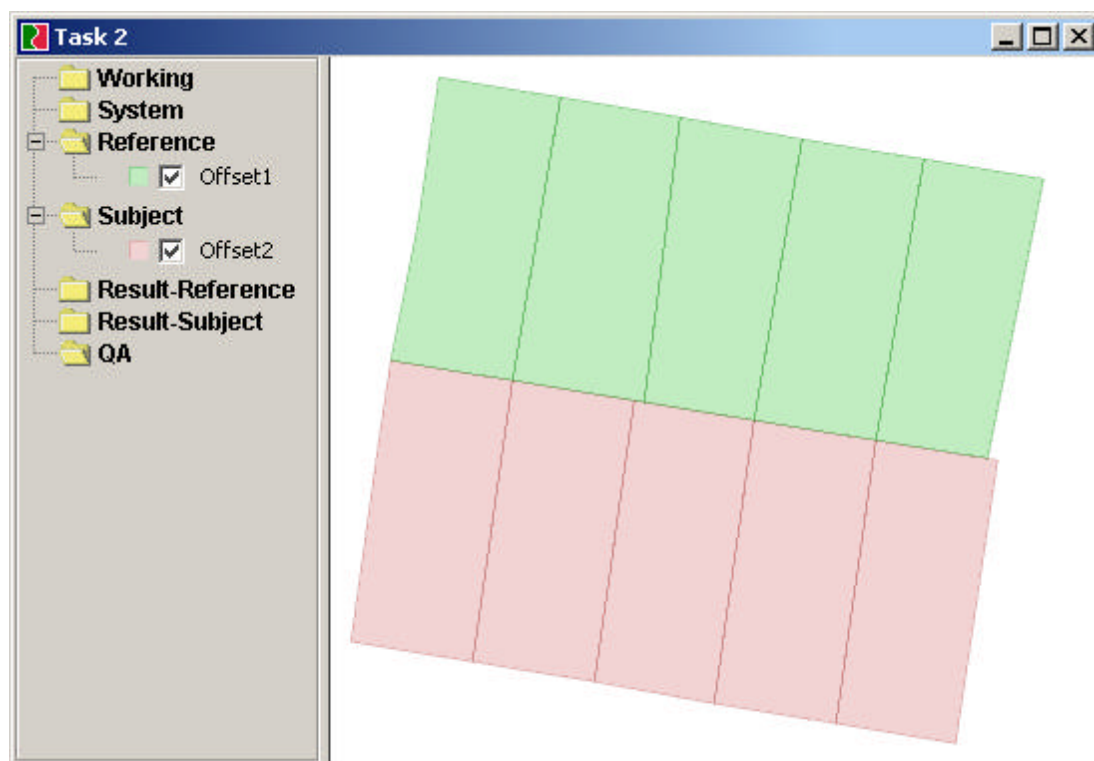 Task 2
Working
System
Reference
Offset1
Subject
Offset2
Result-Reference
Result-Subject
QA